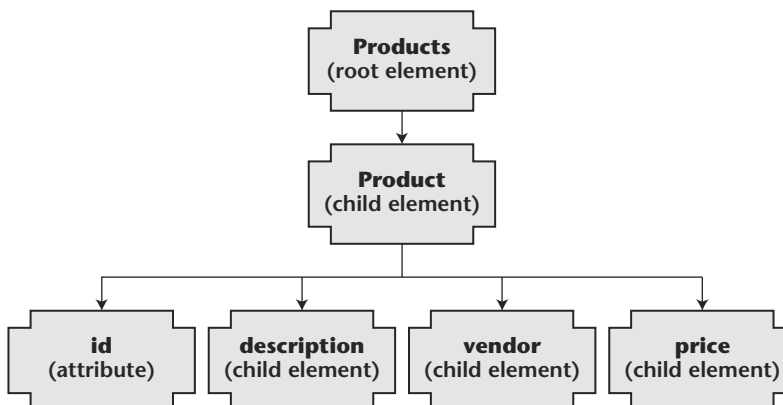 Products
(root element)
Product
(child element)
id
(attribute)
description
(child element)
vendor
(child element)
price
(child element)